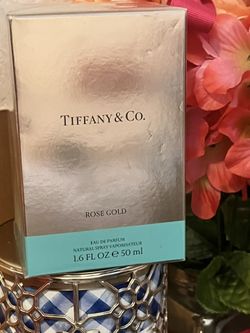 TIFFANY & CO.
ROSE GOLD
EAU DE PARFUM
NATURAL SPRAY VAPORISATEUR
1.6 FL OZ ℮ 50 ml